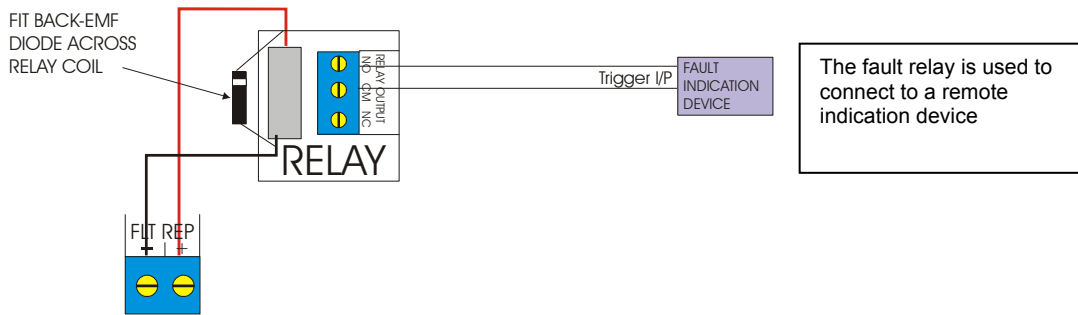 FIT BACK-EMF
DIODE ACROSS
RELAY COIL
RELAY OUTPUT
NO CM NC
RELAY
Trigger I/P
FAULT
INDICATION
DEVICE
The fault relay is used to
connect to a remote
indication device
FLT REP
- | +